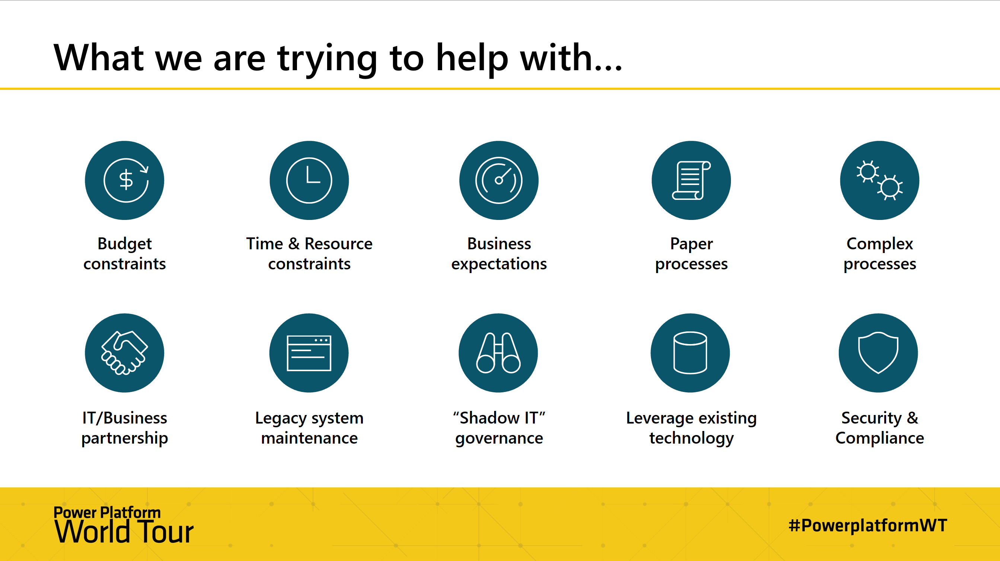 What we are trying to help with...
$
Budget
constraints
Time & Resource
constraints
Business
expectations
Paper
processes
Complex
processes
IT/Business
partnership
Legacy system
maintenance
“Shadow IT”
governance
Leverage existing
technology
Security &
Compliance
Power Platform
World Tour
#PowerplatformWT